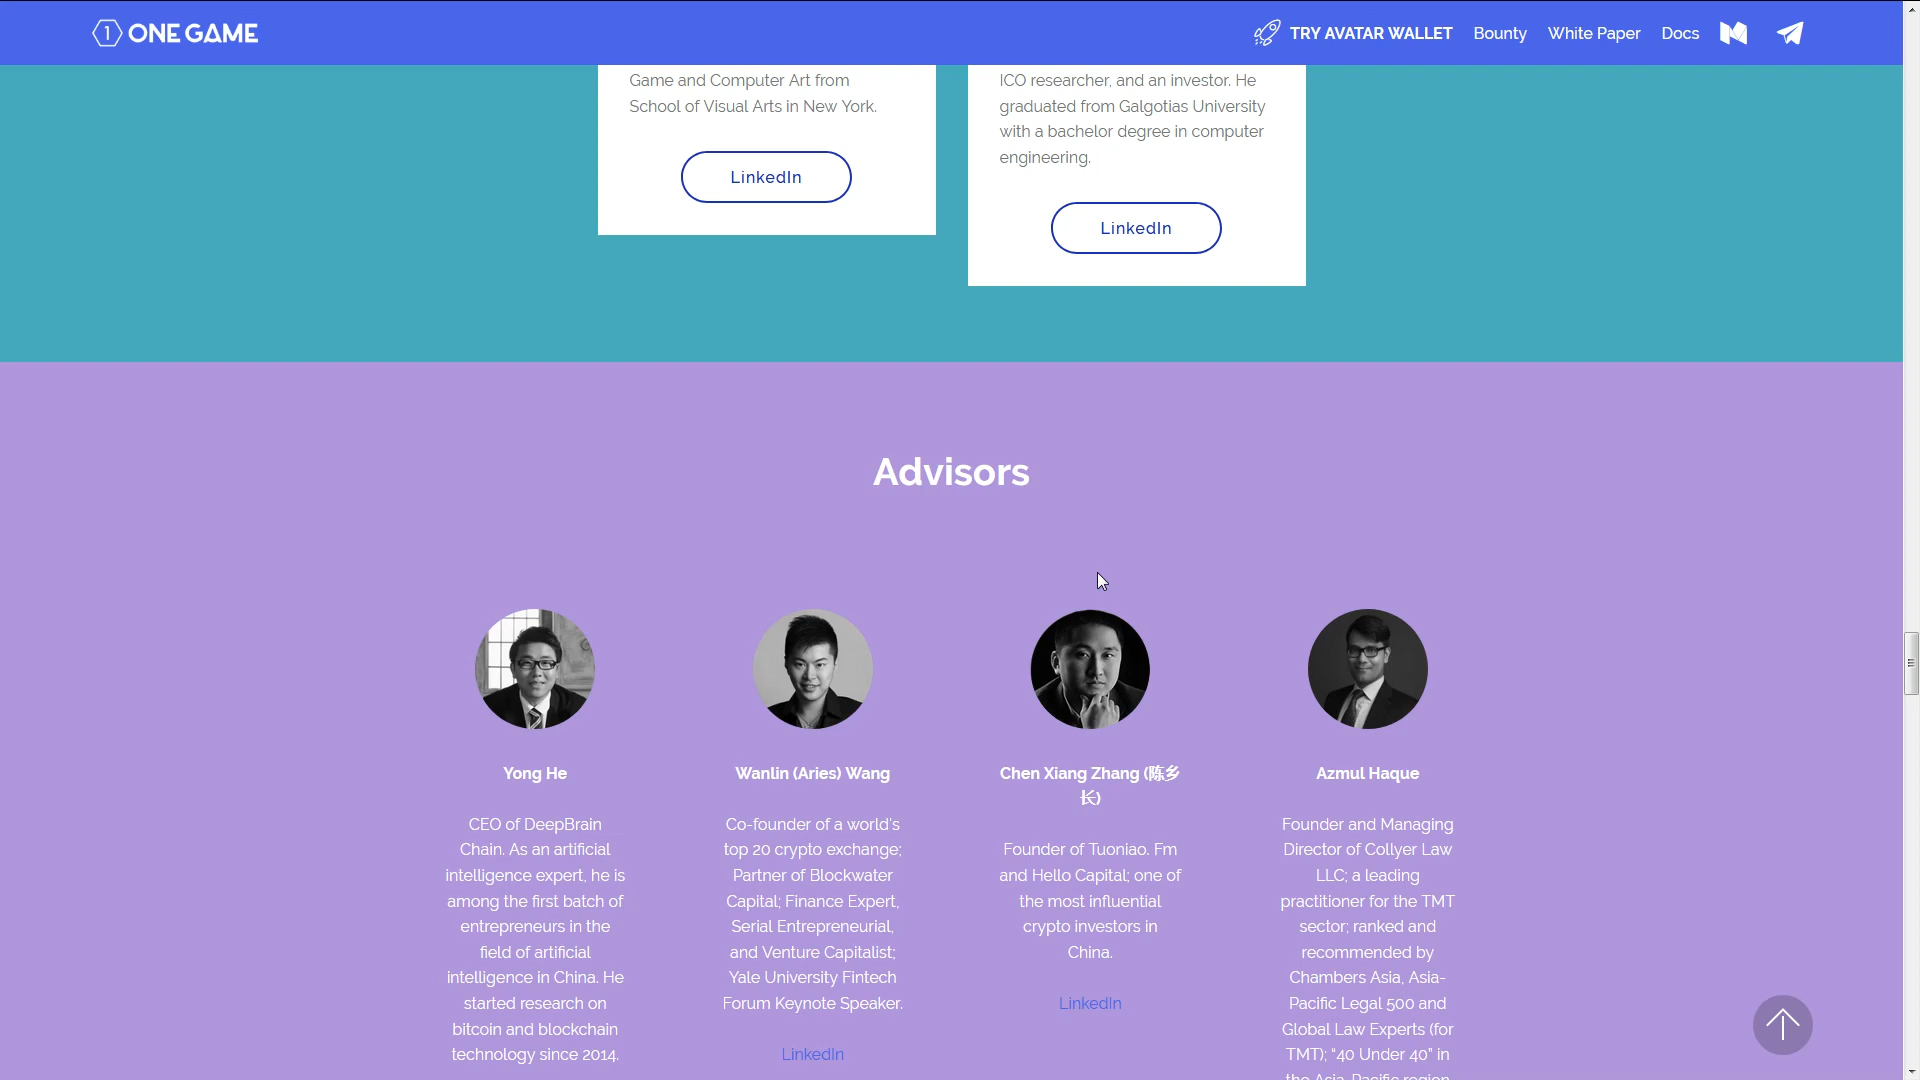 1 ONE GAME
TRY AVATAR WALLET Bounty White Paper Docs
Game and Computer Art from
School of Visual Arts in New York.
LinkedIn
ICO researcher, and an investor. He
graduated from Galgotias University
with a bachelor degree in computer
engineering.
LinkedIn
Advisors
Yong He
CEO of DeepBrain
Chain. As an artificial
intelligence expert, he is
among the first batch of
entrepreneurs in the
field of artificial
intelligence in China. He
started research on
bitcoin and blockchain
technology since 2014.
Wanlin (Aries) Wang
Co-founder of a world's
top 20 crypto exchange;
Partner of Blockwater
Capital; Finance Expert,
Serial Entrepreneurial,
and Venture Capitalist;
Yale University Fintech
Forum Keynote Speaker.
LinkedIn
Chen Xiang Zhang (陈乡
长)
Founder of Tuoniao. Fm
and Hello Capital; one of
the most influential
crypto investors in
China.
LinkedIn
Azmul Haque
Founder and Managing
Director of Collyer Law
LLC; a leading
practitioner for the TMT
sector; ranked and
recommended by
Chambers Asia, Asia-
Pacific Legal 500 and
Global Law Experts (for
TMT); “40 Under 40” in
the Asia-Pacific region